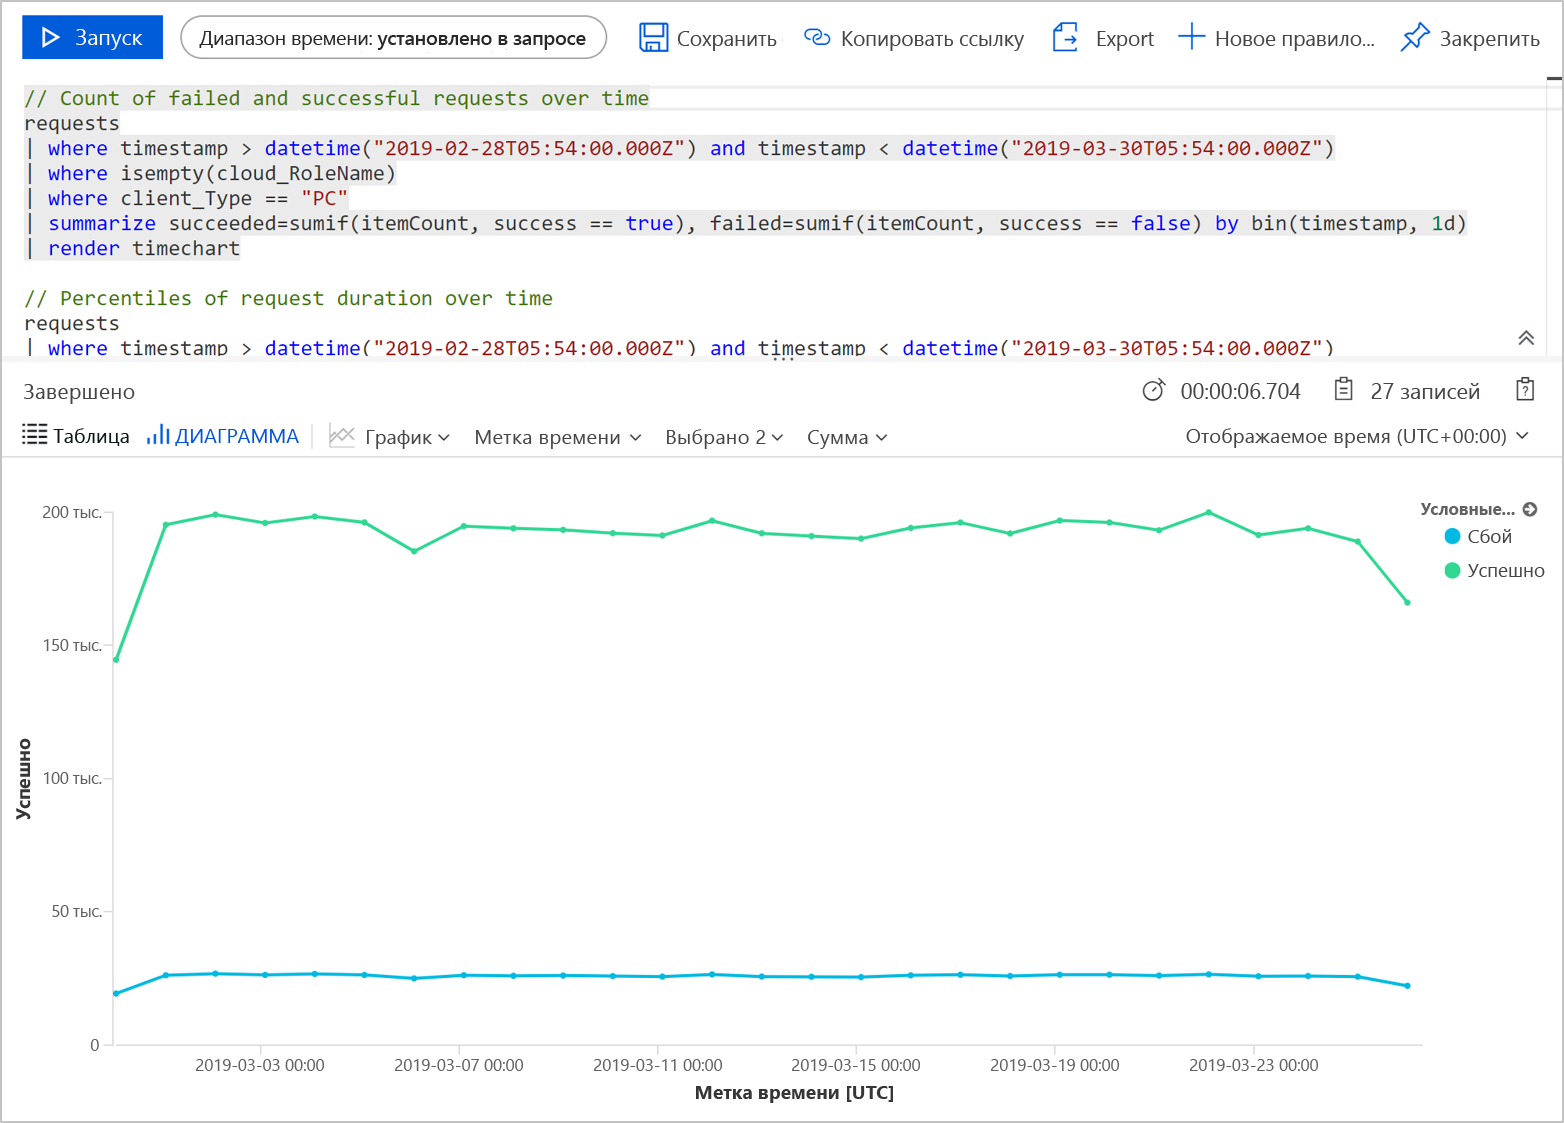 Запуск
Диапазон времени: установлено в запросе
Сохранить
Копировать ссылку
Export
Новое правило...
Закрепить
// Count of failed and successful requests over time
requests
| where timestamp > datetime("2019-02-28T05:54:00.000Z") and timestamp < datetime("2019-03-30T05:54:00.000Z")
| where isempty(cloud_RoleName)
| where client_Type == "PC"
| summarize succeeded=sumif(itemCount, success == true), failed=sumif(itemCount, success == false) by bin(timestamp, 1d)
| render timechart
// Percentiles of request duration over time
requests
| where timestamp > datetime("2019-02-28T05:54:00.000Z") and timestamp < datetime("2019-03-30T05:54:00.000Z")
Завершено
00:00:06.704
27 записей
Таблица
ДИАГРАММА
График
Метка времени
Выбрано 2
Сумма
Отображаемое время (UTC+00:00)
200 тыс.
150 тыс.
100 тыс.
50 тыс.
0
Успешно
Условные...
Сбой
Успешно
2019-03-03 00:00
2019-03-07 00:00
2019-03-11 00:00
2019-03-15 00:00
2019-03-19 00:00
2019-03-23 00:00
Метка времени [UTC]